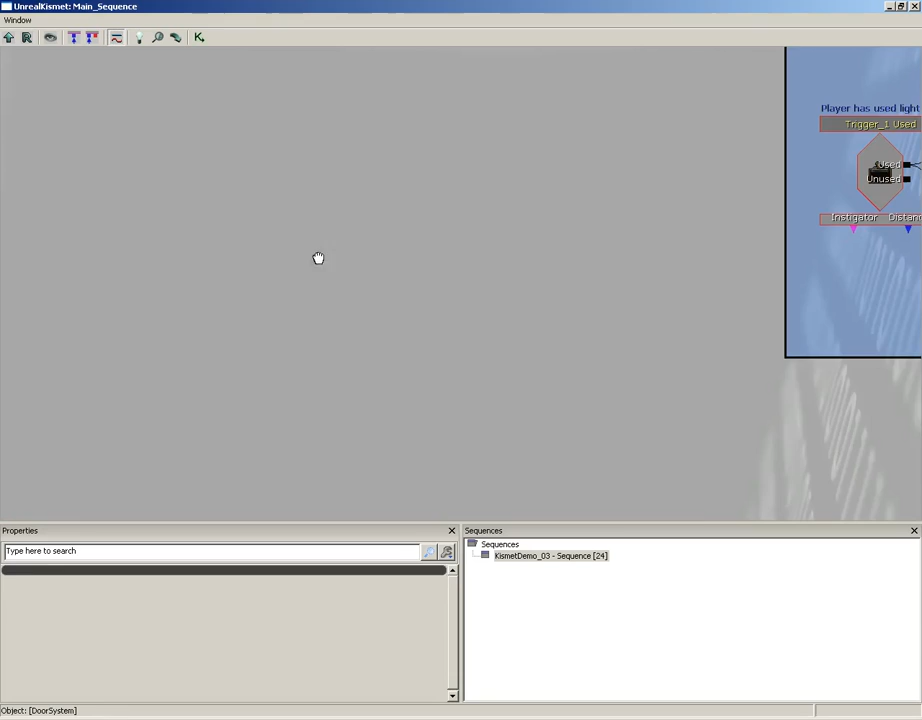 UnrealKismet: Main_Sequence
Window
Player has used light
Trigger_1 Used
Used
Unused
Instigator Distan
Properties
Sequences
Type here to search
Sequences
KismetDemo_03 - Sequence [24]
Object: [DoorSystem]